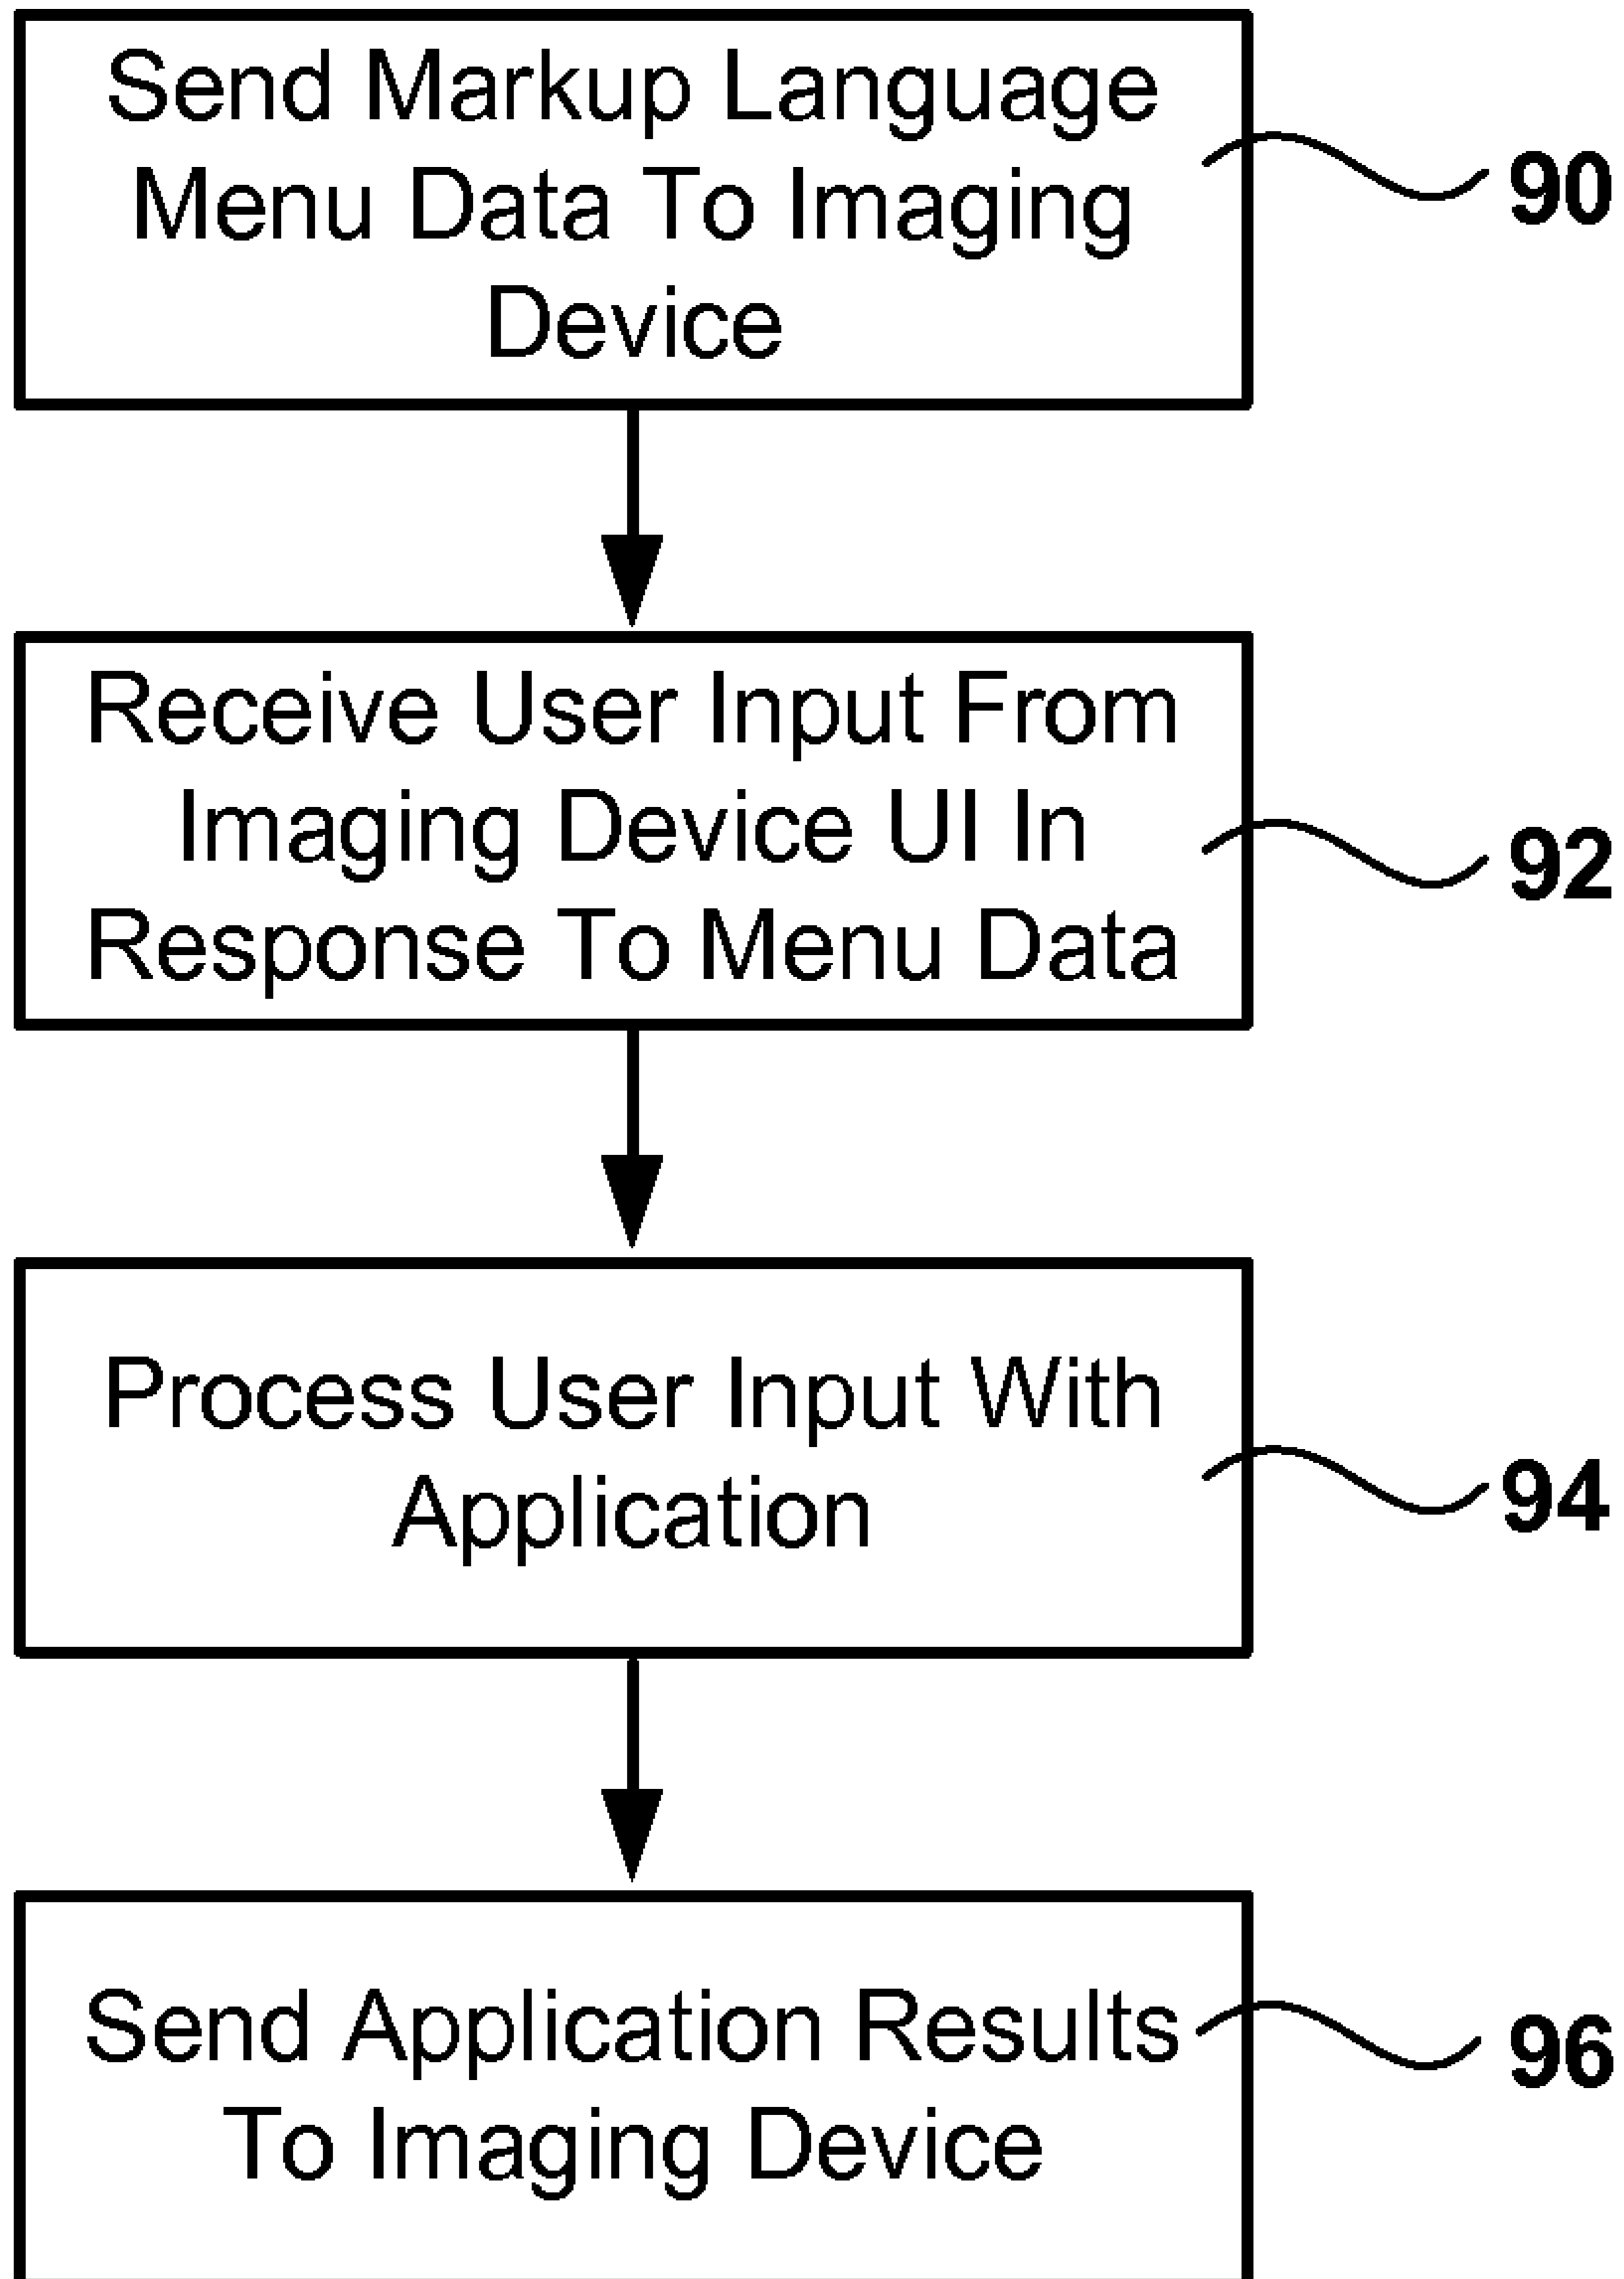 Send Markup Language
Menu Data To Imaging
Device
90
Receive User Input From
Imaging Device UI In
Response To Menu Data
92
Process User Input With
Application
94
Send Application Results
To Imaging Device
96